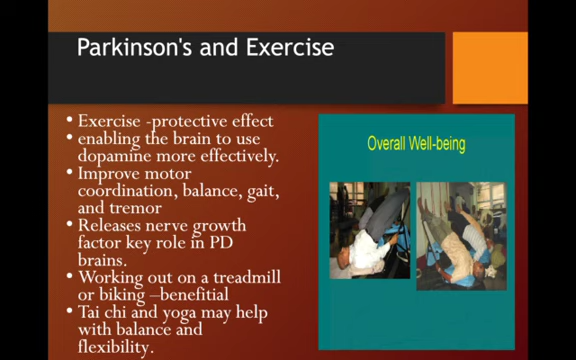 Parkinson's and Exercise
• Exercise -protective effect
• enabling the brain to use
dopamine more effectively.
• Improve motor
coordination, balance, gait,
and tremor
• Releases nerve growth
factor key role in PD
brains.
• Working out on a treadmill
or biking –benefitial
• Tai chi and yoga may help
with balance and
flexibility.
Overall Well-being